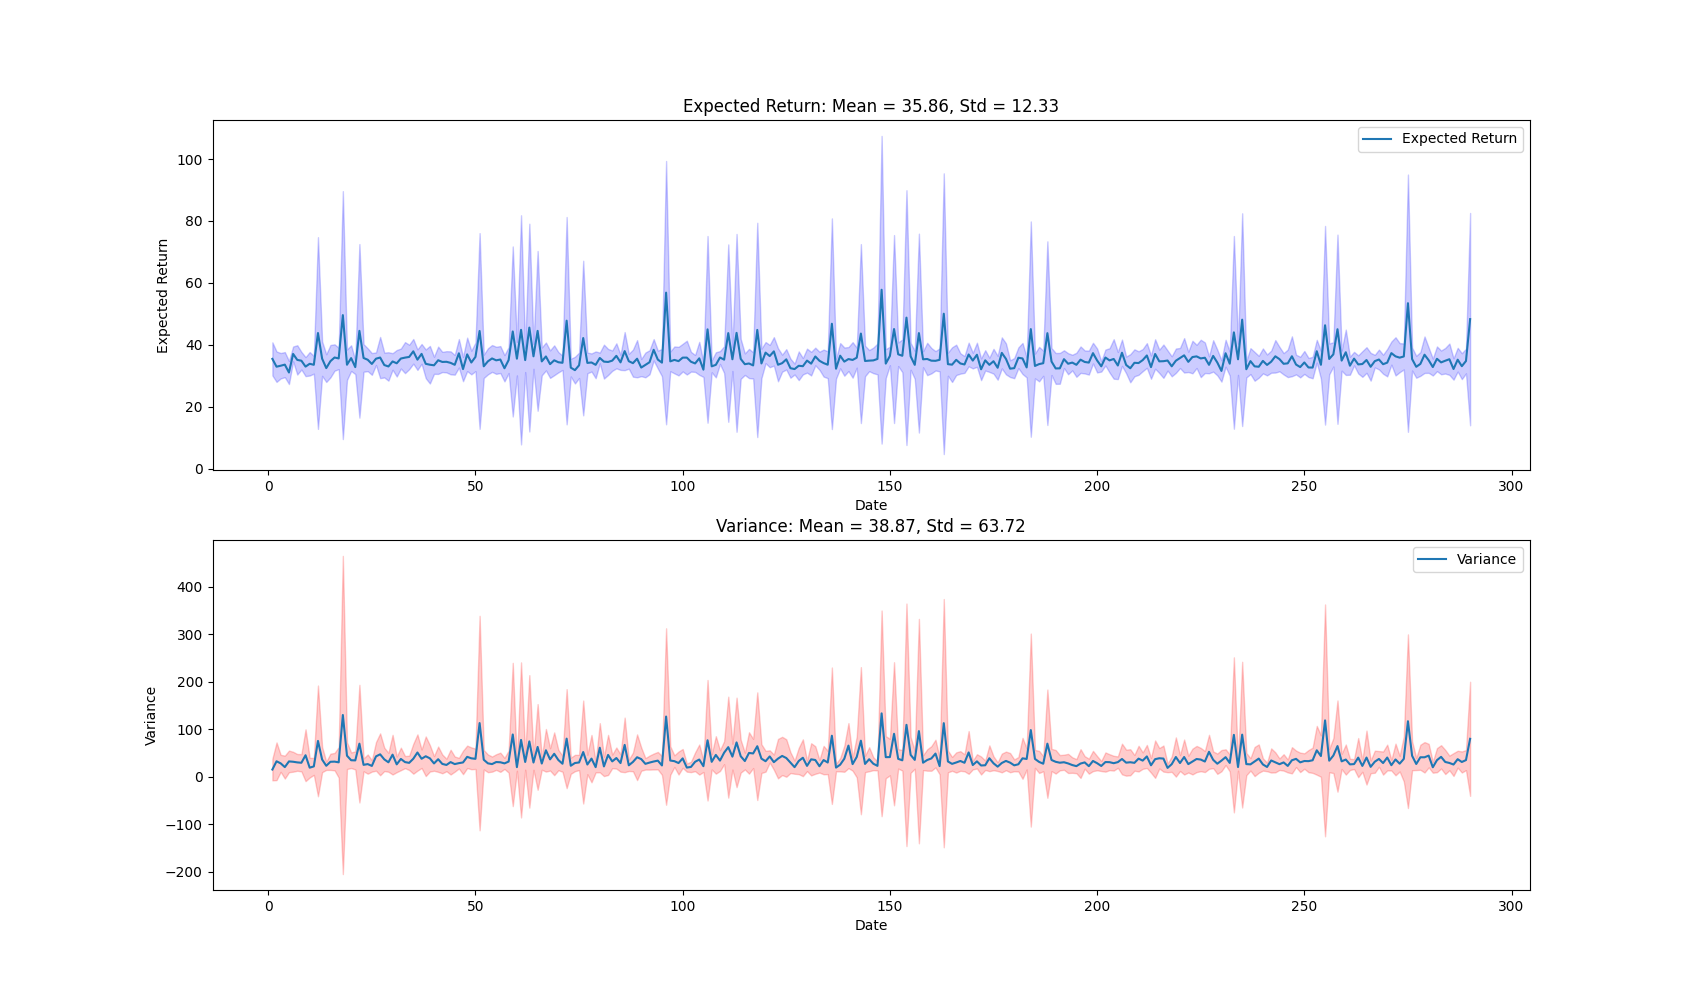 Expected Return: Mean = 35.86, Std = 12.33
Expected Return
100
80
60
40
20
0
Expected Return
0 50 100 150 200 250 300
Date
Variance: Mean = 38.87, Std = 63.72
Variance
400
300
200
100
0
−100
−200
Variance
0 50 100 150 200 250 300
Date